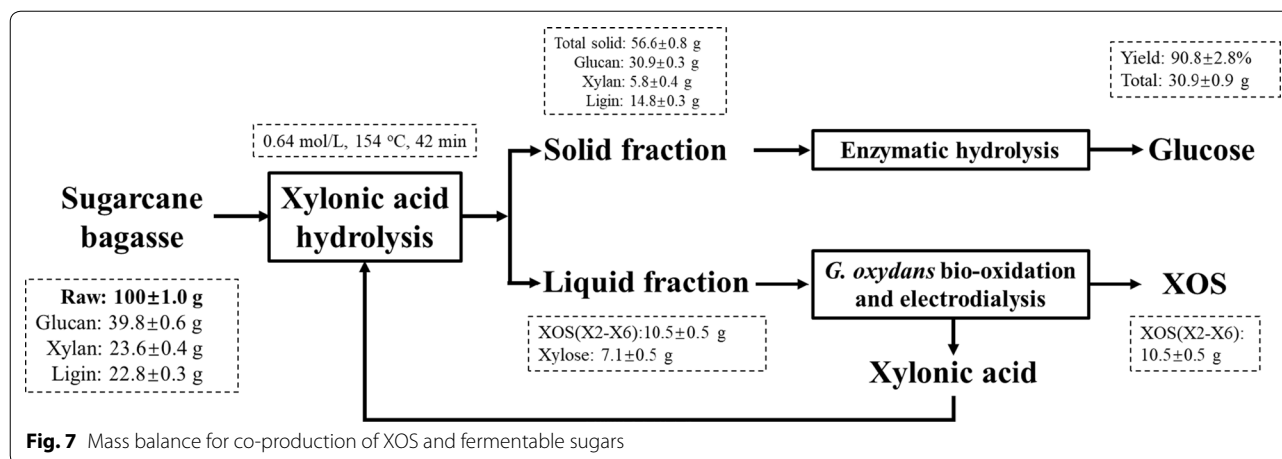 Total solid: 56.6±0.8 g
Glucan: 30.9±0.3 g
Xylan: 5.8±0.4 g
Ligin: 14.8±0.3 g
Yield: 90.8±2.8%
Total: 30.9±0.9 g
0.64 mol/L, 154 °C, 42 min
Solid fraction
Enzymatic hydrolysis
Glucose
Sugarcane
bagasse
Xylonic acid
hydrolysis
Raw: 100±1.0 g
Glucan: 39.8±0.6 g
Xylan: 23.6±0.4 g
Ligin: 22.8±0.3 g
Liquid fraction
G. oxydans bio-oxidation
and electrodialysis
XOS
XOS(X2-X6):10.5±0.5 g
Xylose: 7.1±0.5 g
XOS(X2-X6):
10.5±0.5 g
Xylonic acid
Fig. 7 Mass balance for co-production of XOS and fermentable sugars